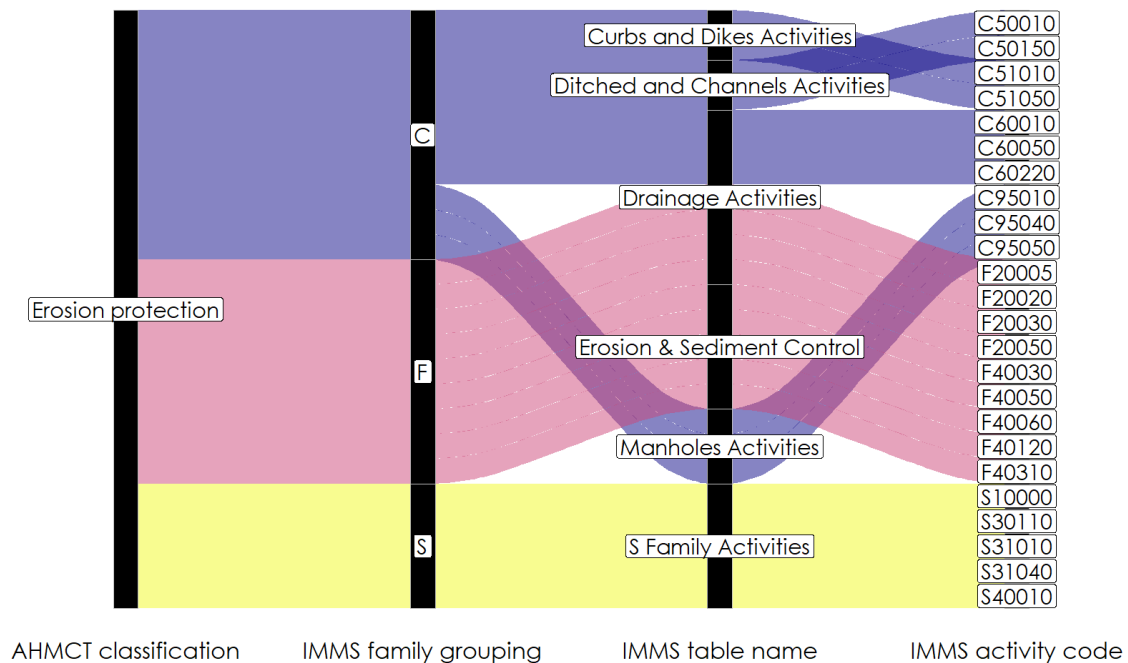 Erosion protection
C
F
S
Curbs and Dikes Activities
Ditched and Channels Activities
Drainage Activities
Erosion & Sediment Control
Manholes Activities
S Family Activities
C50010
C50150
C51010
C51050
C60010
C60050
C60220
C95010
C95040
C95050
F20005
F20020
F20030
F20050
F40030
F40050
F40060
F40120
F40310
S10000
S30110
S31010
S31040
S40010
AHMCT classification
IMMS family grouping
IMMS table name
IMMS activity code